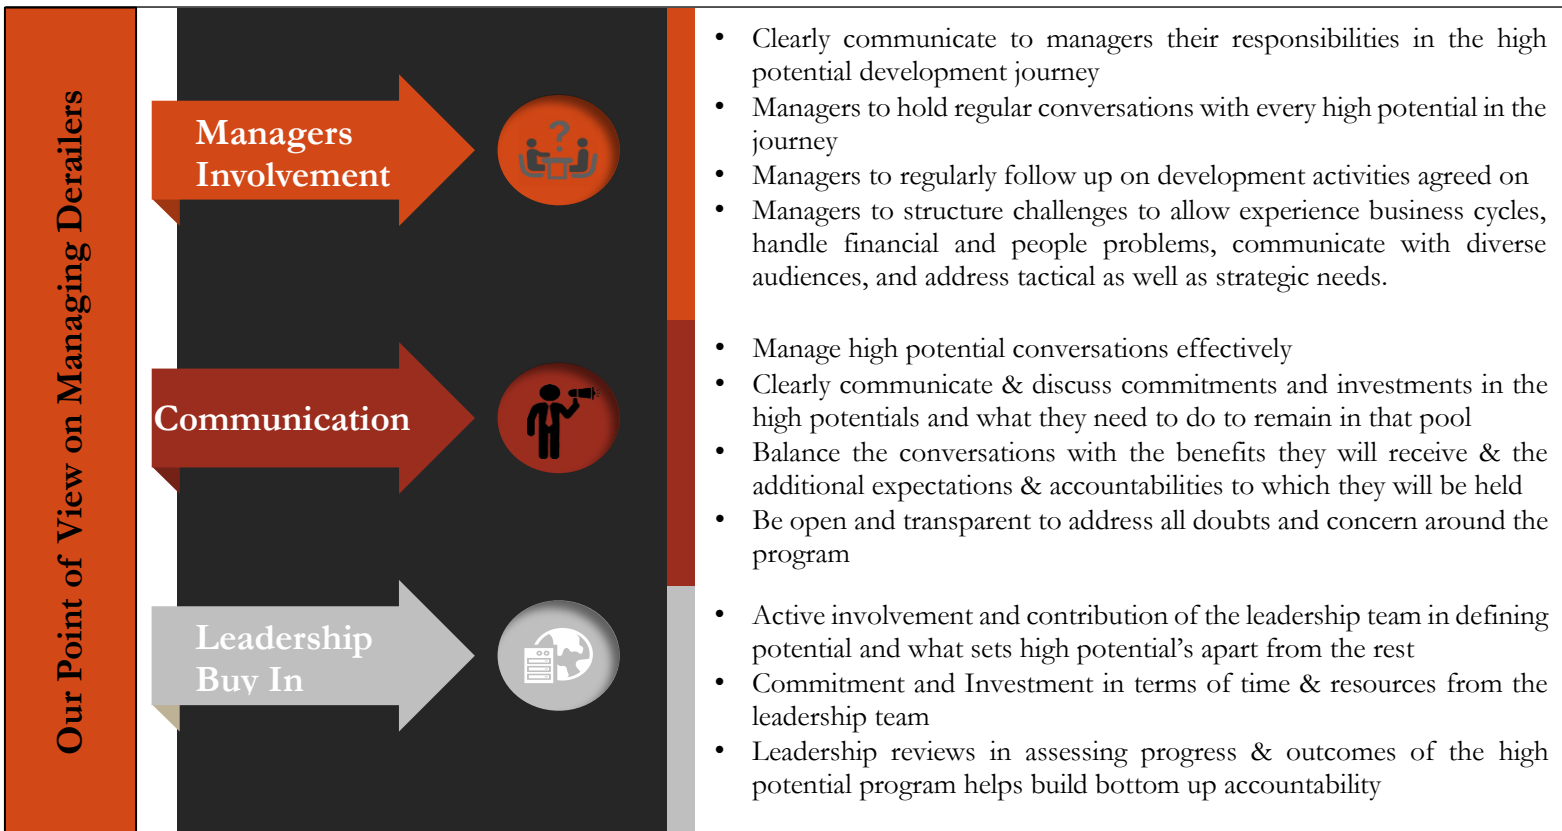 Our Point of View on Managing Derailers
Managers
Involvement
?
• Clearly communicate to managers their responsibilities in the high
potential development journey
• Managers to hold regular conversations with every high potential in the
journey
• Managers to regularly follow up on development activities agreed on
• Managers to structure challenges to allow experience business cycles,
handle financial and people problems, communicate with diverse
audiences, and address tactical as well as strategic needs.
Communication
• Manage high potential conversations effectively
• Clearly communicate & discuss commitments and investments in the
high potentials and what they need to do to remain in that pool
• Balance the conversations with the benefits they will receive & the
additional expectations & accountabilities to which they will be held
• Be open and transparent to address all doubts and concern around the
program
Leadership
Buy In
• Active involvement and contribution of the leadership team in defining
potential and what sets high potential’s apart from the rest
• Commitment and Investment in terms of time & resources from the
leadership team
• Leadership reviews in assessing progress & outcomes of the high
potential program helps build bottom up accountability